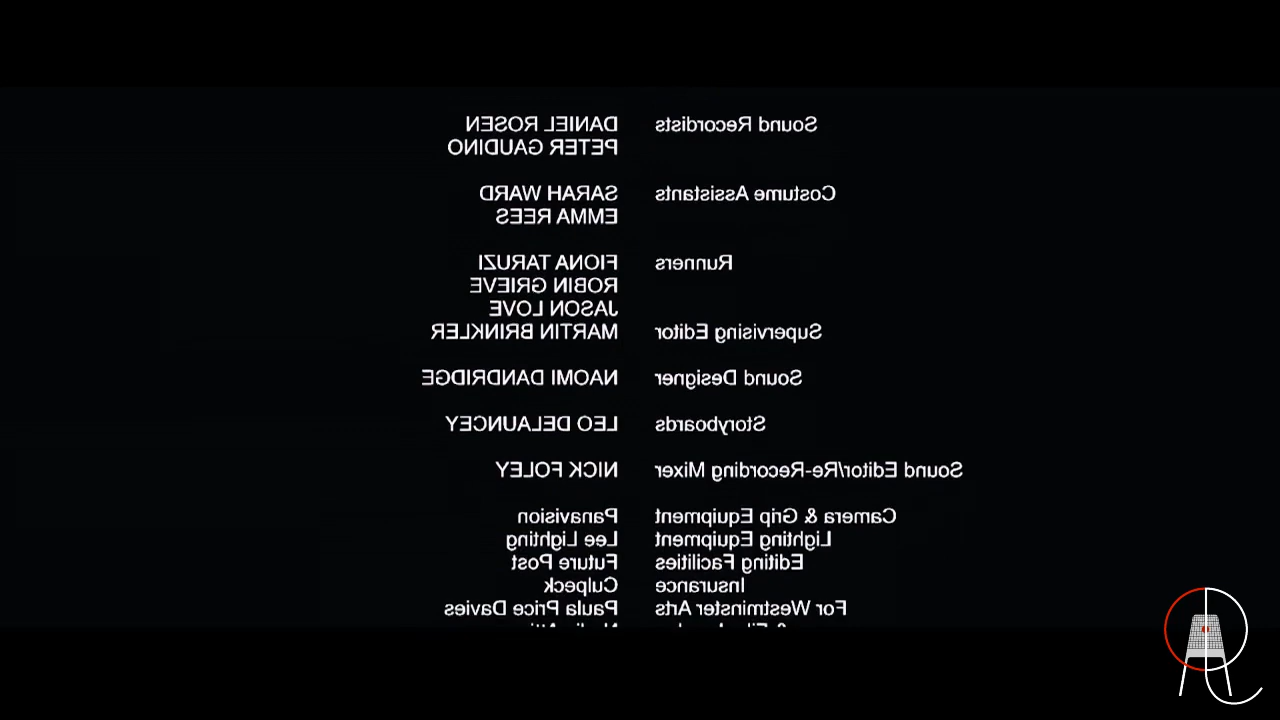 Sound Recordists DANIEL ROSEN
PETER GAUDINO
Costume Assistants SARAH WARD
EMMA REES
Runners FIONA TARUZI
ROBIN GRIEVE
JASON LOVE
Supervising Editor MARTIN BRINKLER
Sound Designer NAOMI DANDRIDGE
Storyboards LEO DELAUNCEY
Sound Editor/Re-Recording Mixer NICK FOLEY
Camera & Grip Equipment Panavision
Lighting Equipment Lee Lighting
Editing Facilities Future Post
Insurance Culpeck
For Westminster Arts Paula Price Davies